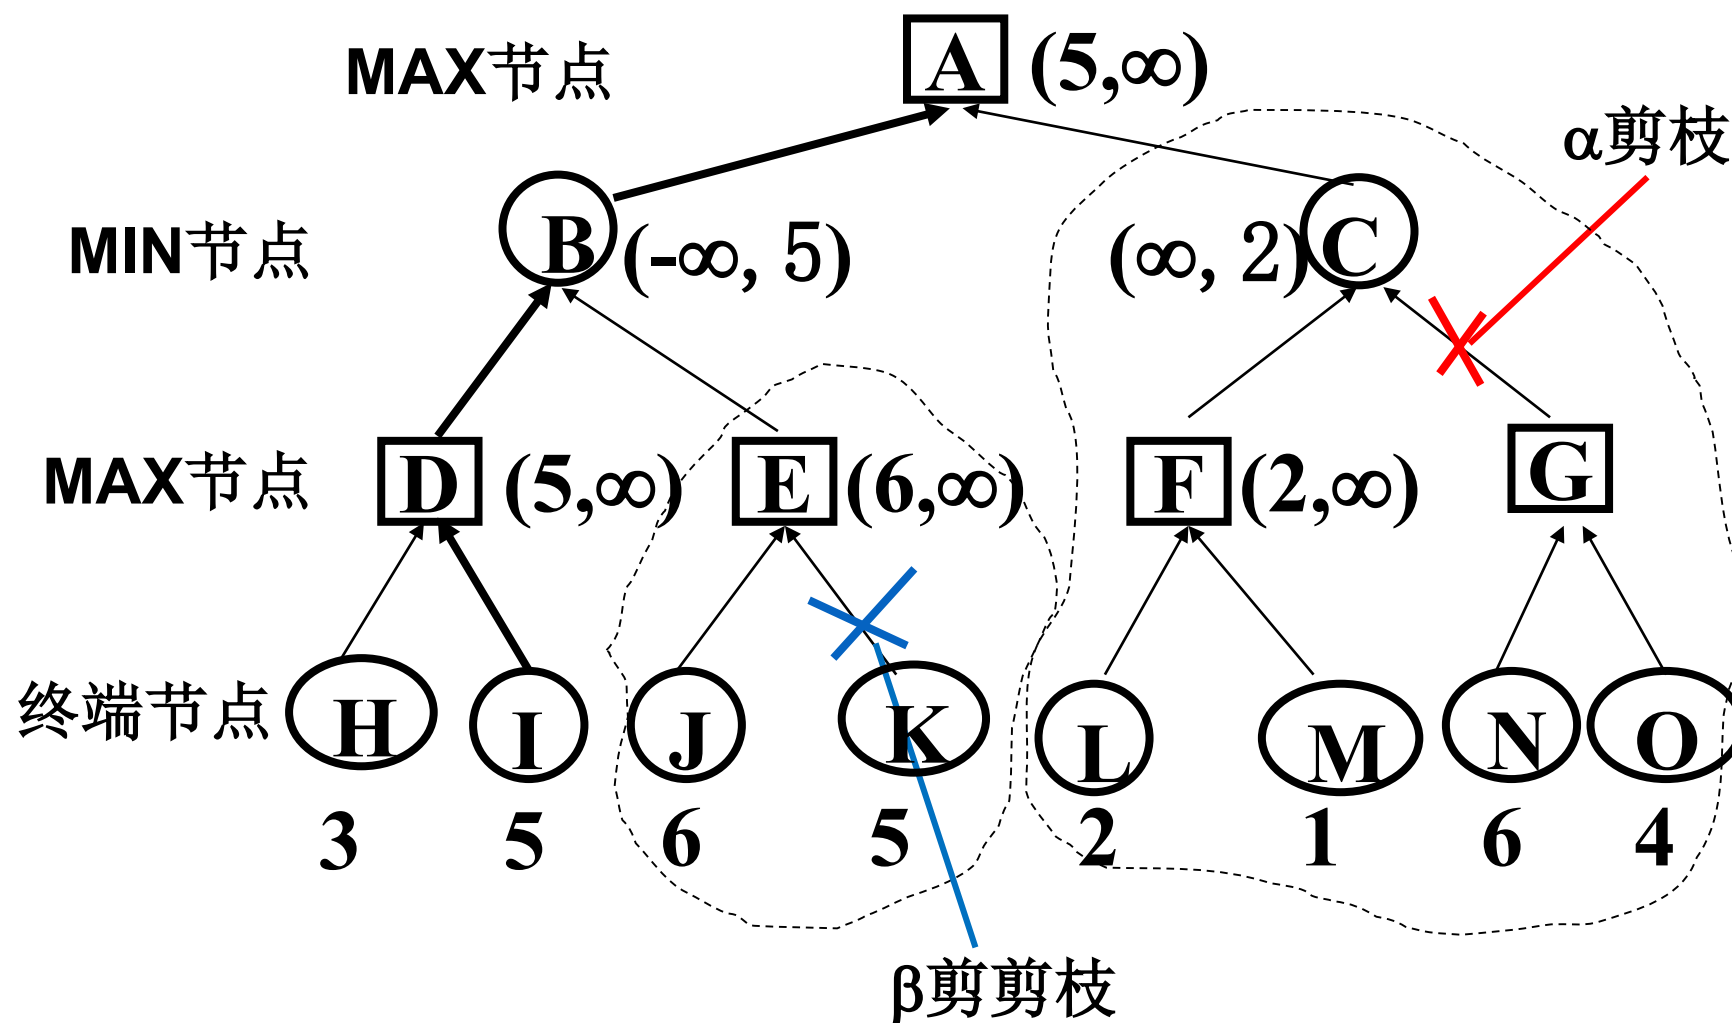 MAX节点 A (5,∞)
α剪枝
MIN节点 B (-∞, 5) (∞, 2) C
MAX节点 D (5,∞) E (6,∞) F (2,∞) G
终端节点 H I J K L M N O
3 5 6 5 2 1 6 4
β剪剪枝